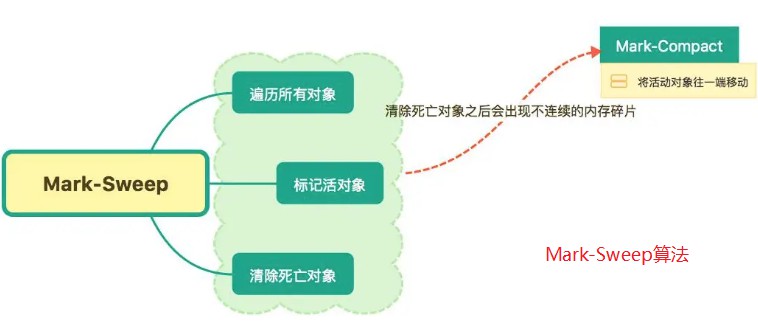 Mark-Compact
将活动对象往一端移动
遍历所有对象
清除死亡对象之后会出现不连续的内存碎片
Mark-Sweep
标记活对象
Mark-Sweep算法
清除死亡对象